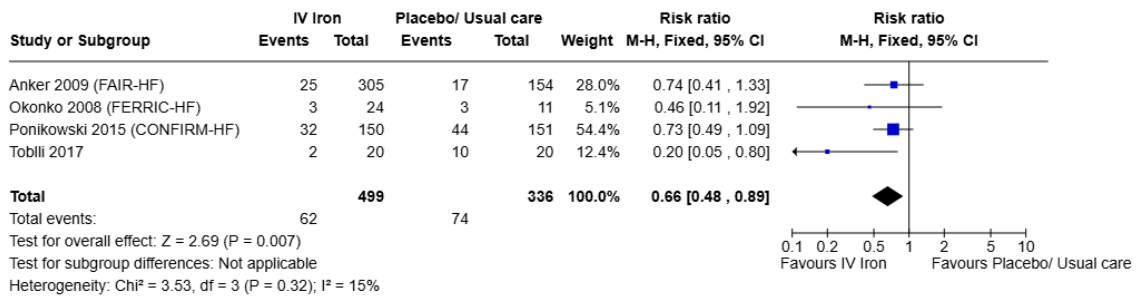 IV Iron Placebo/ Usual care Risk ratio Risk ratio
Study or Subgroup Events Total Events Total Weight M-H, Fixed, 95% CI M-H, Fixed, 95% CI
Anker 2009 (FAIR-HF) 25 305 17 154 28.0% 0.74 [0.41 , 1.33]
Okonko 2008 (FERRIC-HF) 3 24 3 11 5.1% 0.46 [0.11 , 1.92]
Ponikowski 2015 (CONFIRM-HF) 32 150 44 151 54.4% 0.73 [0.49 , 1.09]
Toblli 2017 2 20 10 20 12.4% 0.20 [0.05 , 0.80]
Total 499 336 100.0% 0.66 [0.48 , 0.89]
Total events: 62 74
Test for overall effect: Z = 2.69 (P = 0.007)
Test for subgroup differences: Not applicable
Heterogeneity: Chi² = 3.53, df = 3 (P = 0.32); I² = 15%
0.1 0.2 0.5 1 2 5 10
Favours IV Iron Favours Placebo/ Usual care